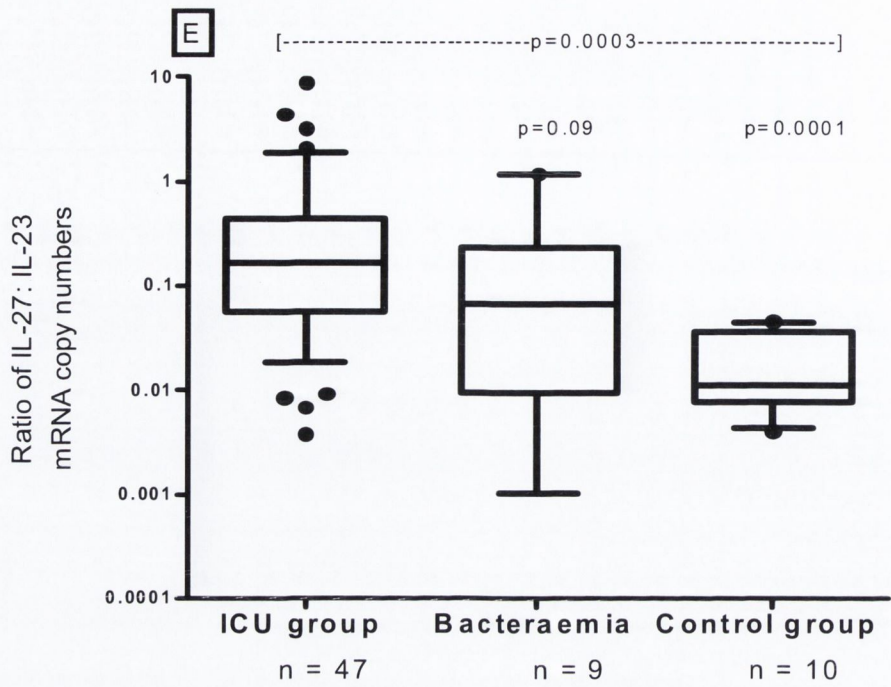 E
[-----------------------------p=0.0003------------------------]
p=0.09
p=0.0001
Ratio of IL-27: IL-23
mRNA copy numbers
10
1
0.1
0.01
0.001
0.0001
ICU group
Bacteraemia
Control group
n = 47
n = 9
n = 10